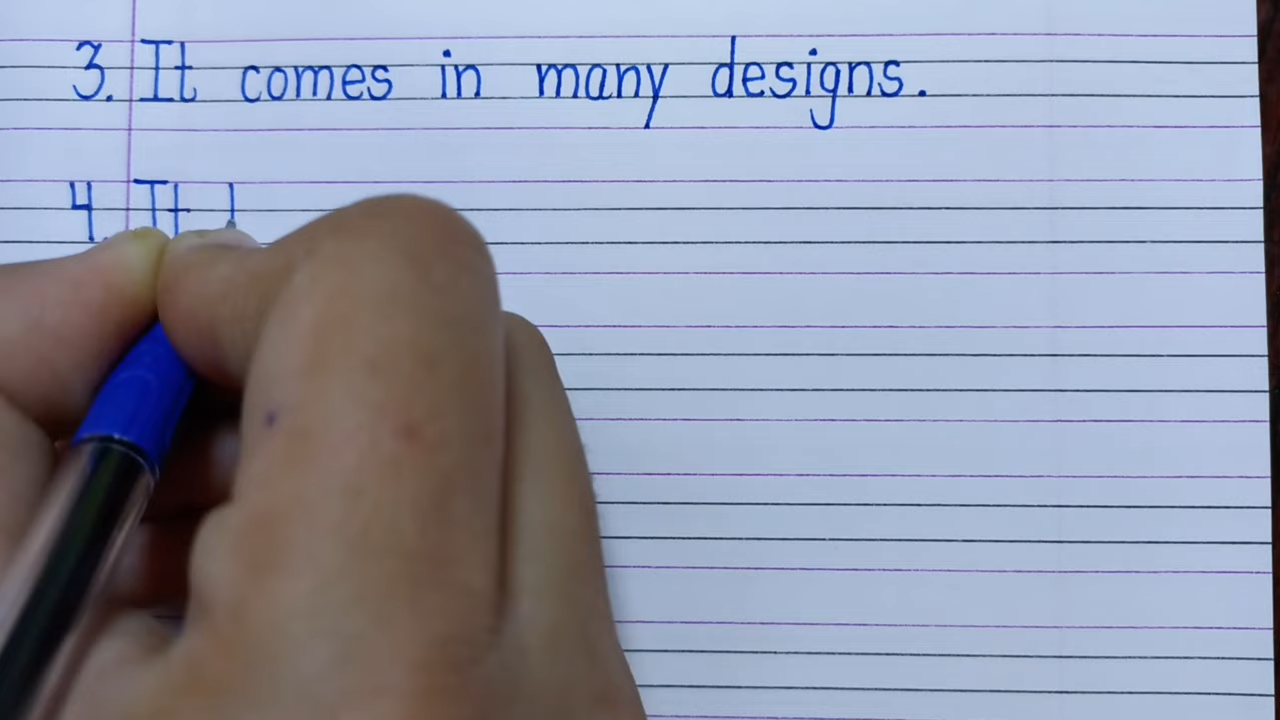 3. It comes in many designs.
4. It